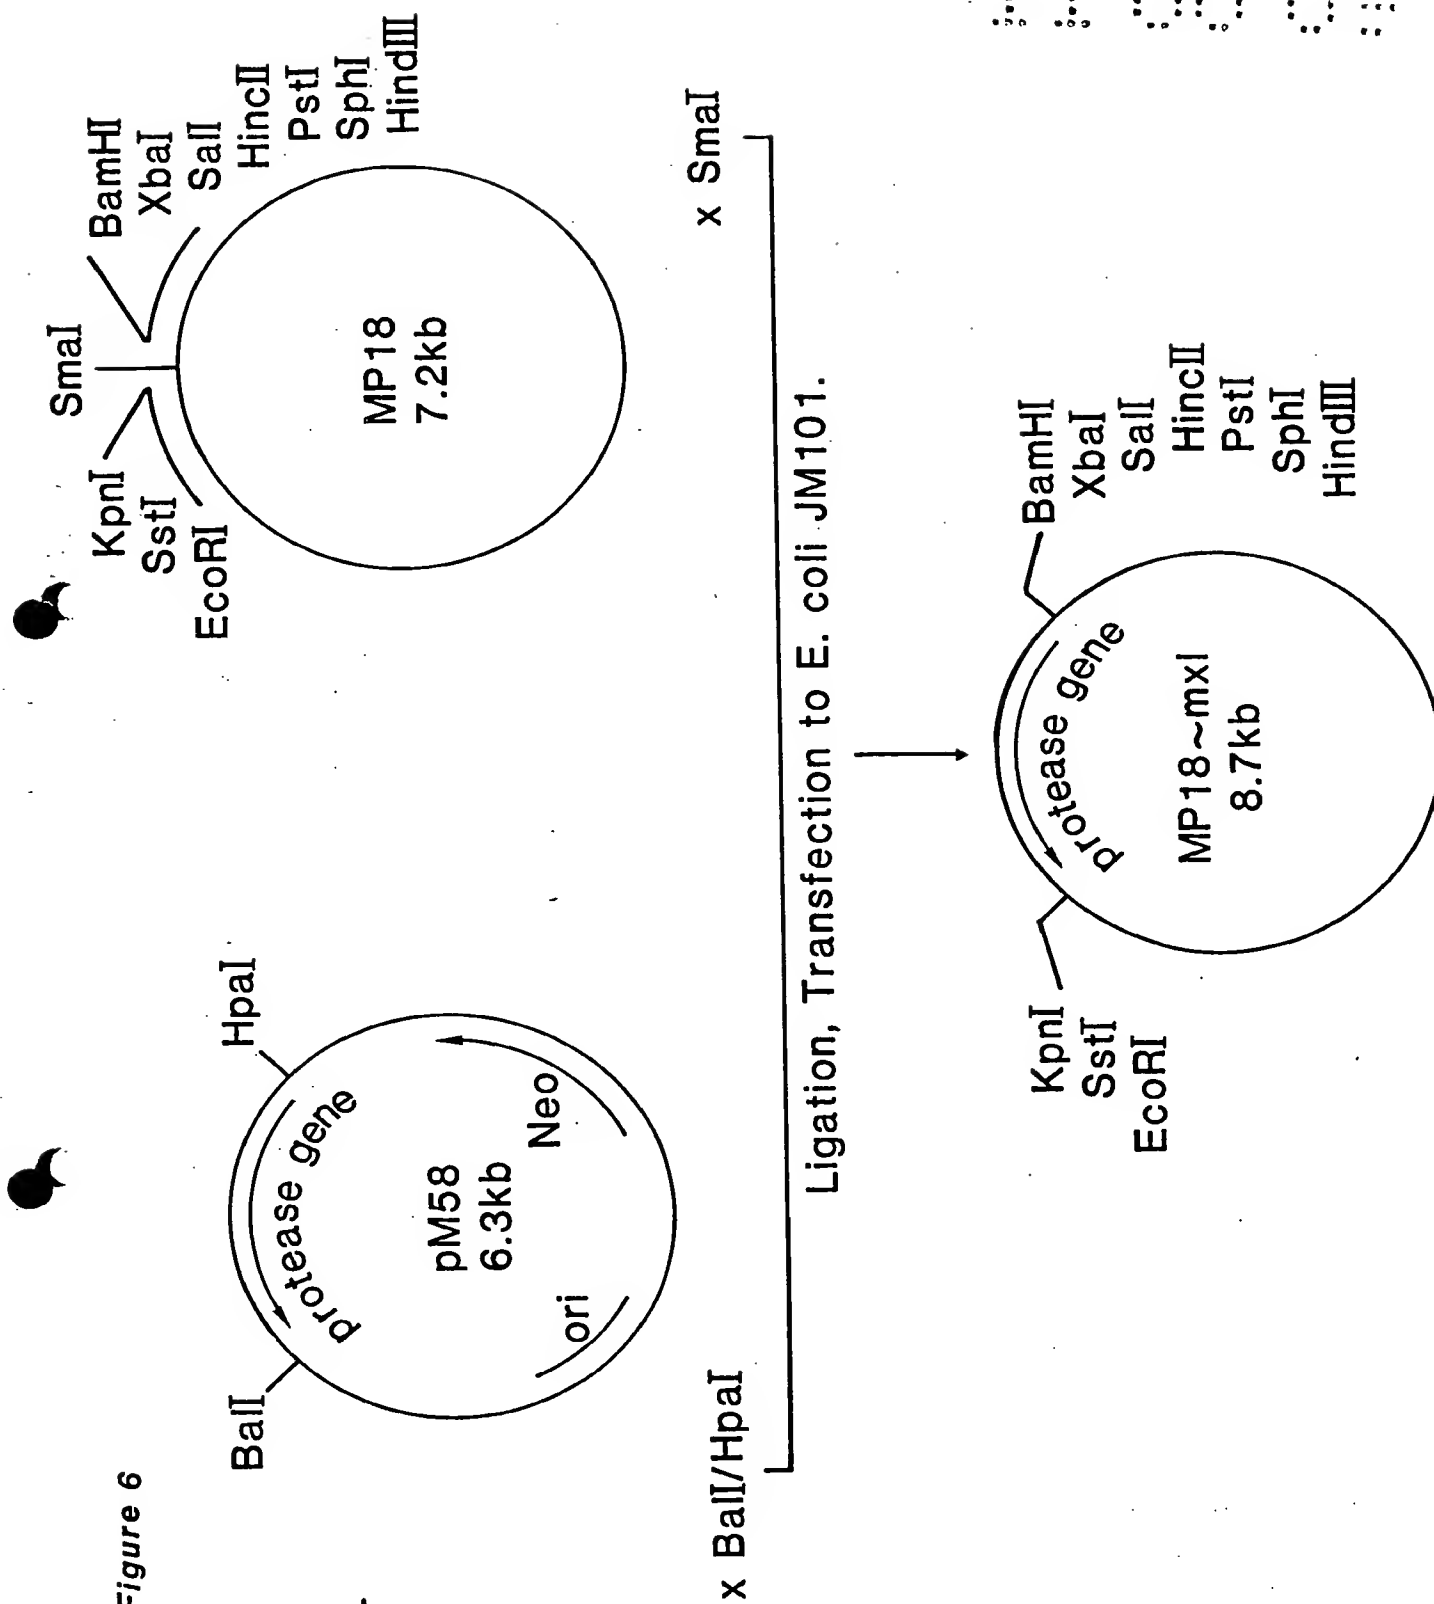 Figure 6
BalI
HpaI
protease gene
pM58
6.3kb
Neo
ori
SmaI
KpnI
SstI
EcoRI
BamHI
XbaI
SalI
HincII
PstI
SphI
HindIII
MP18
7.2kb
x BalI/HpaI
x SmaI
Ligation, Transfection to E. coli JM101.
KpnI
SstI
EcoRI
protease gene
MP18~mxI
8.7kb
BamHI
XbaI
SalI
HincII
PstI
SphI
HindIII